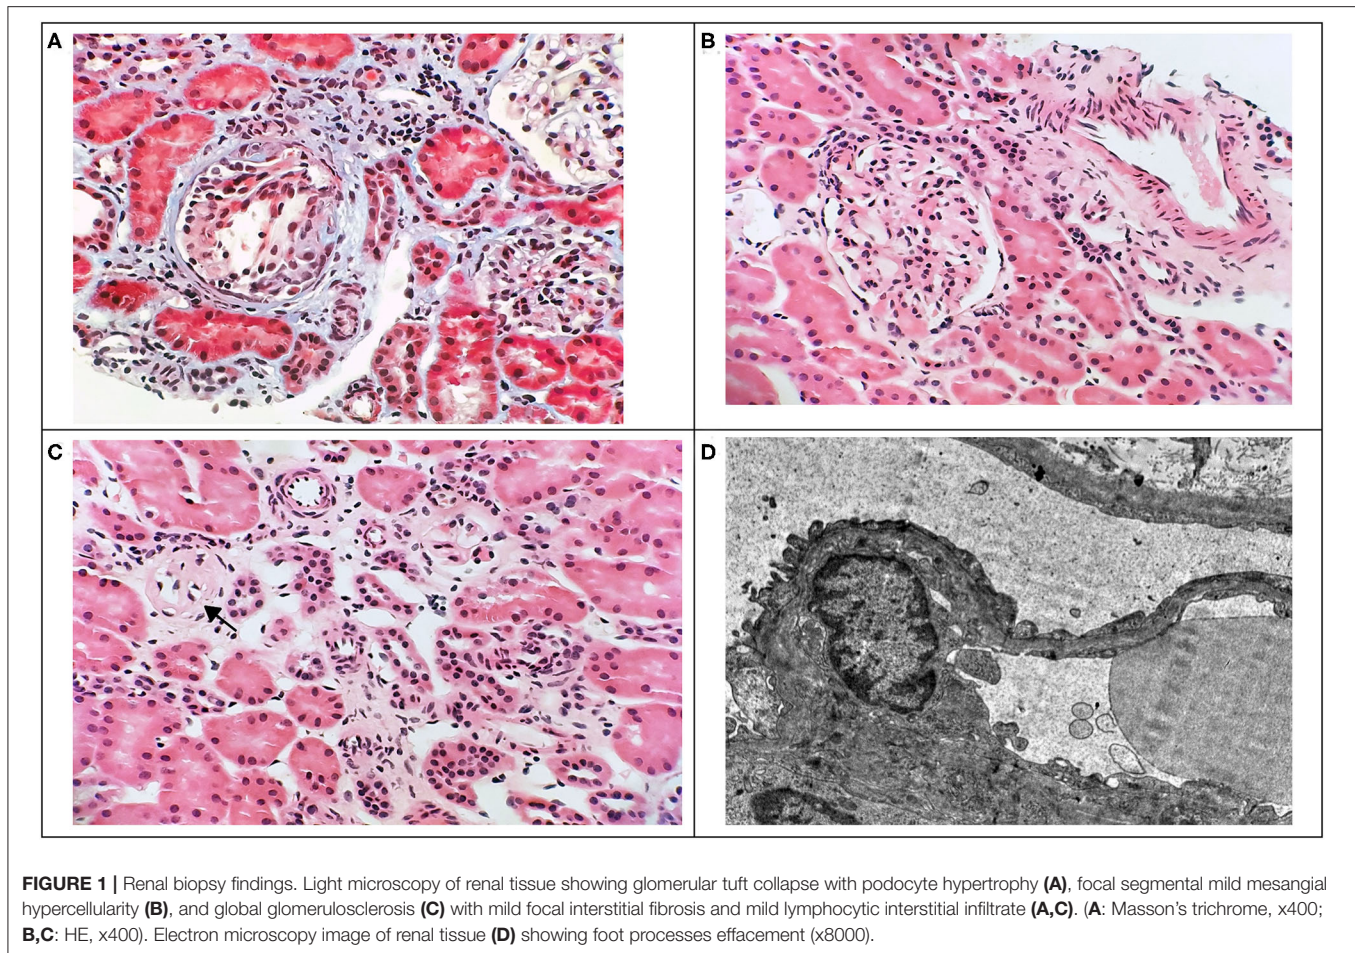 A
B
C
D
FIGURE 1 | Renal biopsy findings. Light microscopy of renal tissue showing glomerular tuft collapse with podocyte hypertrophy (A), focal segmental mild mesangial
hypercellularity (B), and global glomerulosclerosis (C) with mild focal interstitial fibrosis and mild lymphocytic interstitial infiltrate (A,C). (A: Masson's trichrome, x400;
B,C: HE, x400). Electron microscopy image of renal tissue (D) showing foot processes effacement (x8000).